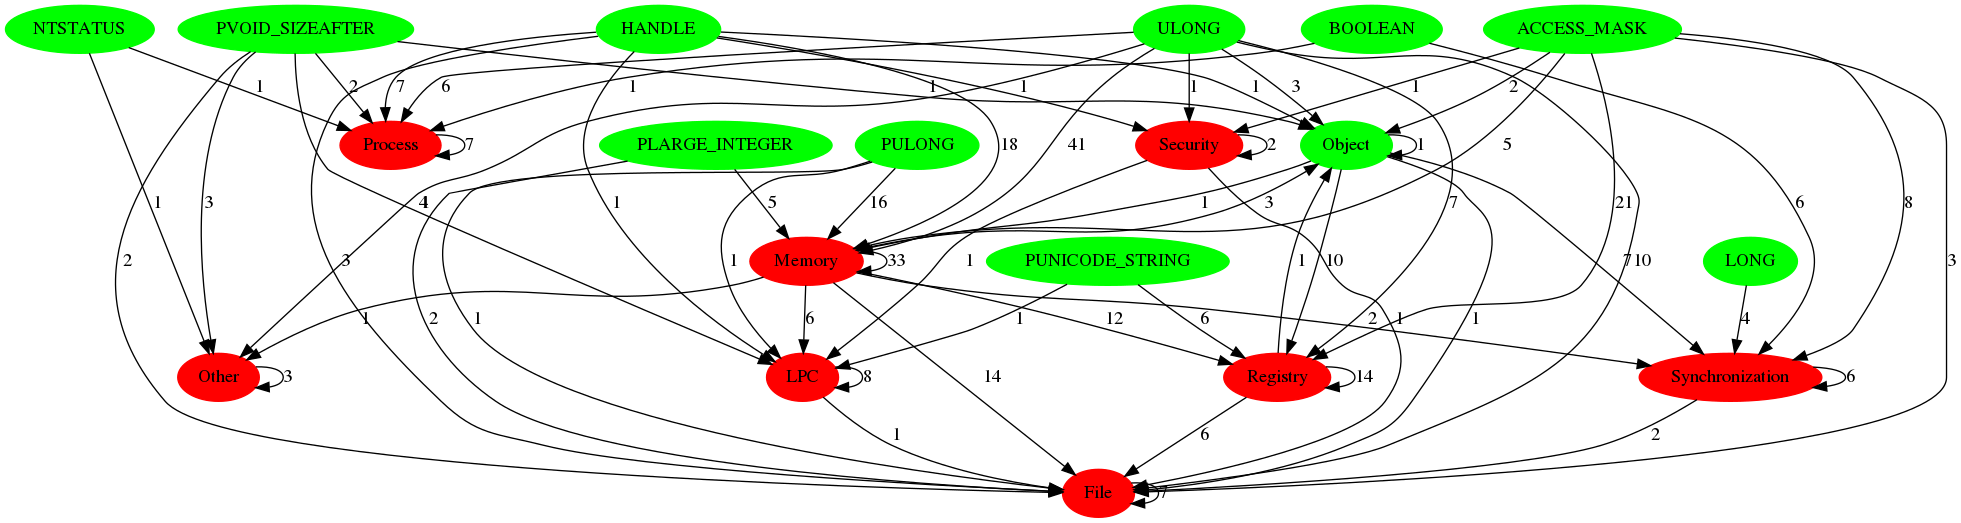 NTSTATUS PVOID_SIZEAFTER HANDLE ULONG BOOLEAN ACCESS_MASK
1 2 7 6 2 1 1 1 1 1 3 1 2
Process 7 PLARGE_INTEGER PULONG 18 41 Security 2 Object 1 5
1 3 4 1 5 16 1 3 7 21 6 8
2 3 1 Memory 33 1 PUNICODE_STRING 1 10 7 10 LONG 3
1 2 1 6 1 12 6 2 1 1 4
Other 3 LPC 8 14 Registry 14 Synchronization 6
1 6 2
File 7